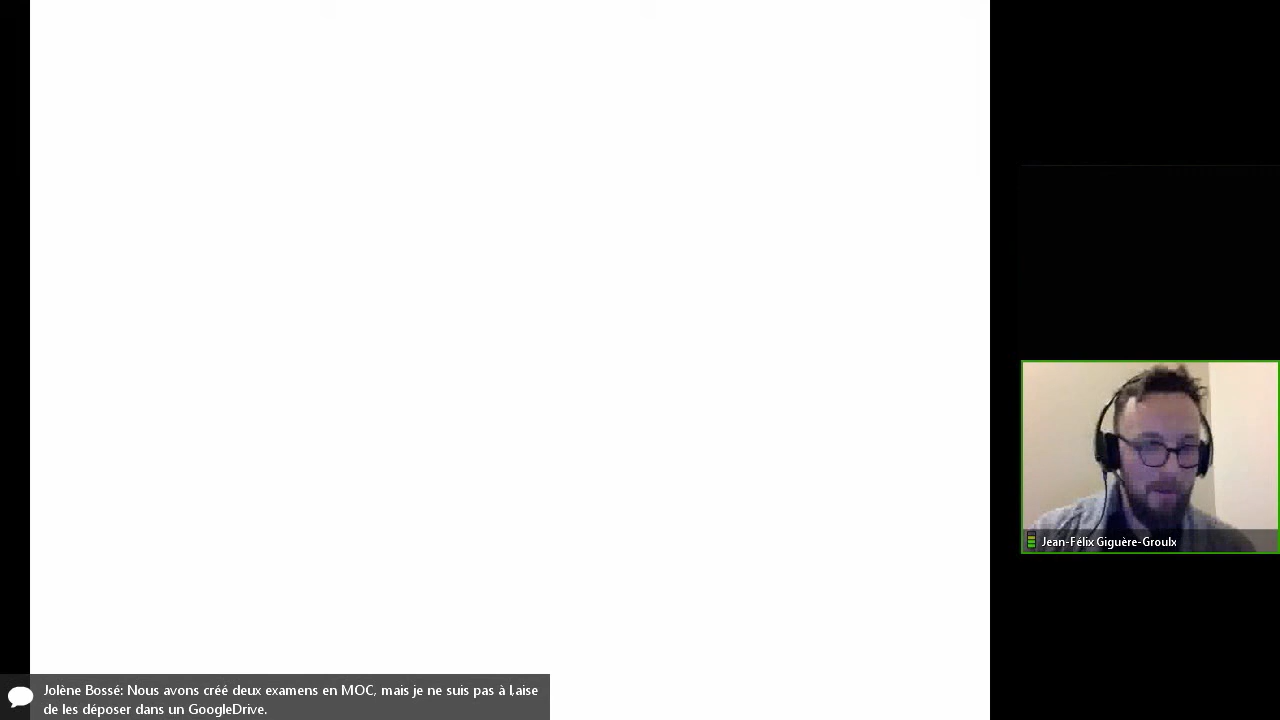 Jean-Félix Giguère-Groulx
Jolène Bossé: Nous avons créé deux examens en MOC, mais je ne suis pas à l,aise
de les déposer dans un GoogleDrive.